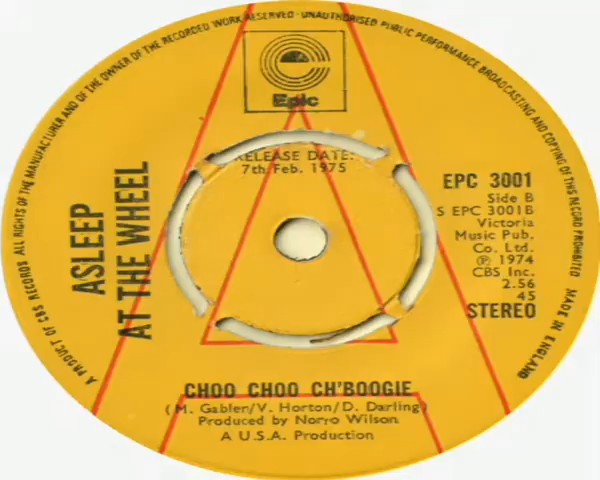 A PRODUCT OF CBS RECORDS ALL RIGHTS OF THE MANUFACTURER AND OF THE OWNER OF THE RECORDED WORK RESERVED · UNAUTHORISED PUBLIC PERFORMANCE BROADCASTING AND COPYING OF THIS RECORD PROHIBITED MADE IN ENGLAND
Epic
RELEASE DATE:
7th Feb. 1975
ASLEEP
AT THE WHEEL
EPC 3001
Side B
S EPC 3001B
Victoria
Music Pub.
Co. Ltd.
℗ 1974
CBS Inc.
2.56
45
STEREO
CHOO CHOO CH'BOOGIE
(M. Gabler/V. Horton/D. Darling)
Produced by Norro Wilson
A U.S.A. Production